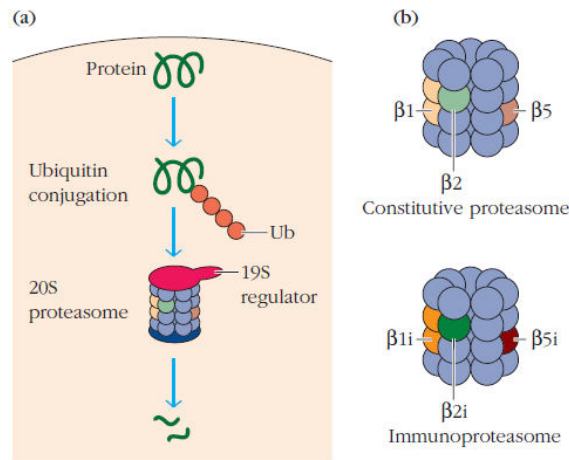 (a)
Protein
Ubiquitin
conjugation
Ub
20S
proteasome
19S
regulator
(b)
β1
β5
β2
Constitutive proteasome
β1i
β5i
β2i
Immunoproteasome